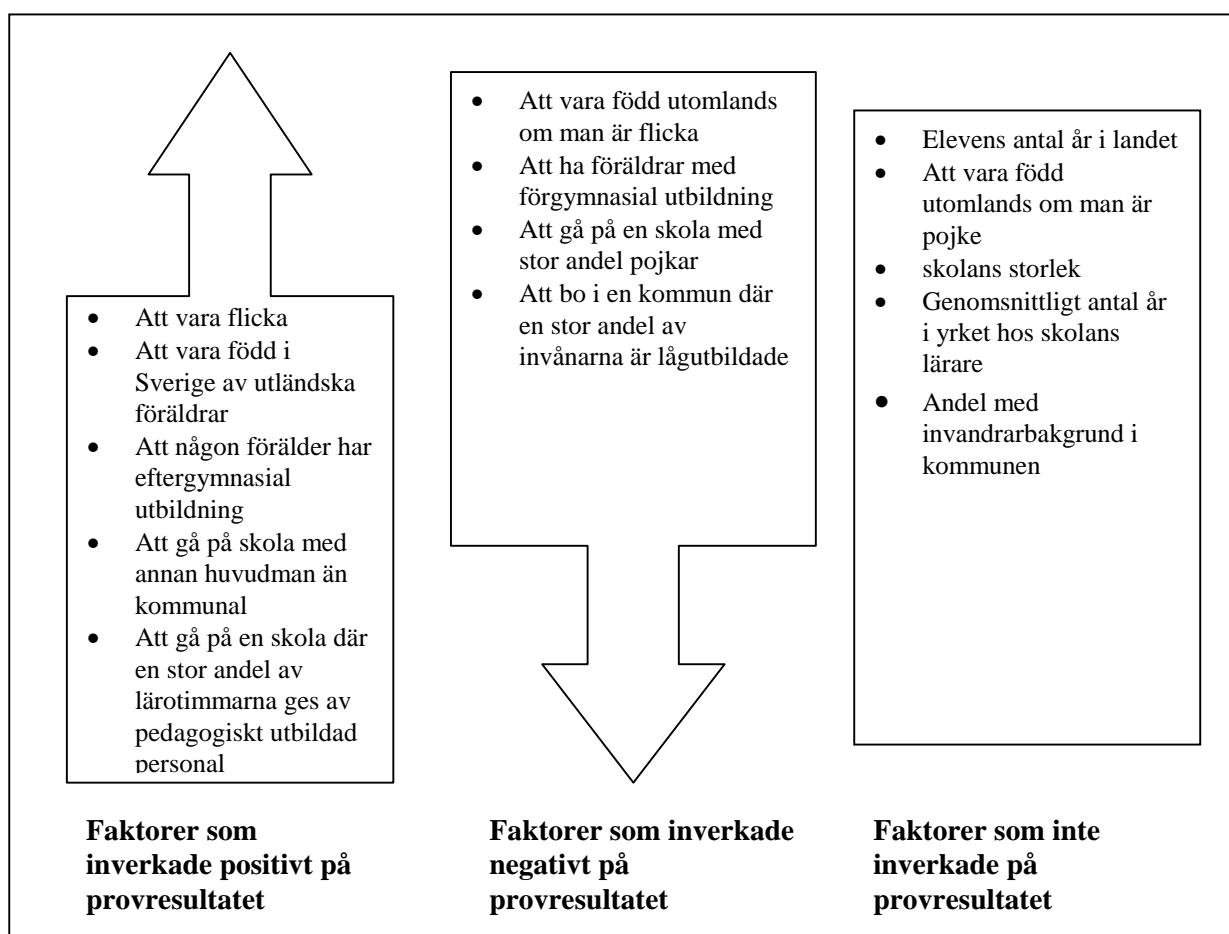 • Att vara flicka
• Att vara född i
Sverige av utländska
föräldrar
• Att någon förälder har
eftergymnasial
utbildning
• Att gå på skola med
annan huvudman än
kommunal
• Att gå på en skola där
en stor andel av
lärotimmarna ges av
pedagogiskt utbildad
personal
Faktorer som
inverkade positivt på
provresultatet
• Att vara född utomlands
om man är flicka
• Att ha föräldrar med
förgymnasial utbildning
• Att gå på en skola med
stor andel pojkar
• Att bo i en kommun där
en stor andel av
invånarna är lågutbildade
Faktorer som inverkade
negativt på
provresultatet
• Elevens antal år i landet
• Att vara född
utomlands om man är
pojke
• skolans storlek
• Genomsnittligt antal år
i yrket hos skolans
lärare
• Andel med
invandrarbakgrund i
kommunen
Faktorer som inte
inverkade på
provresultatet